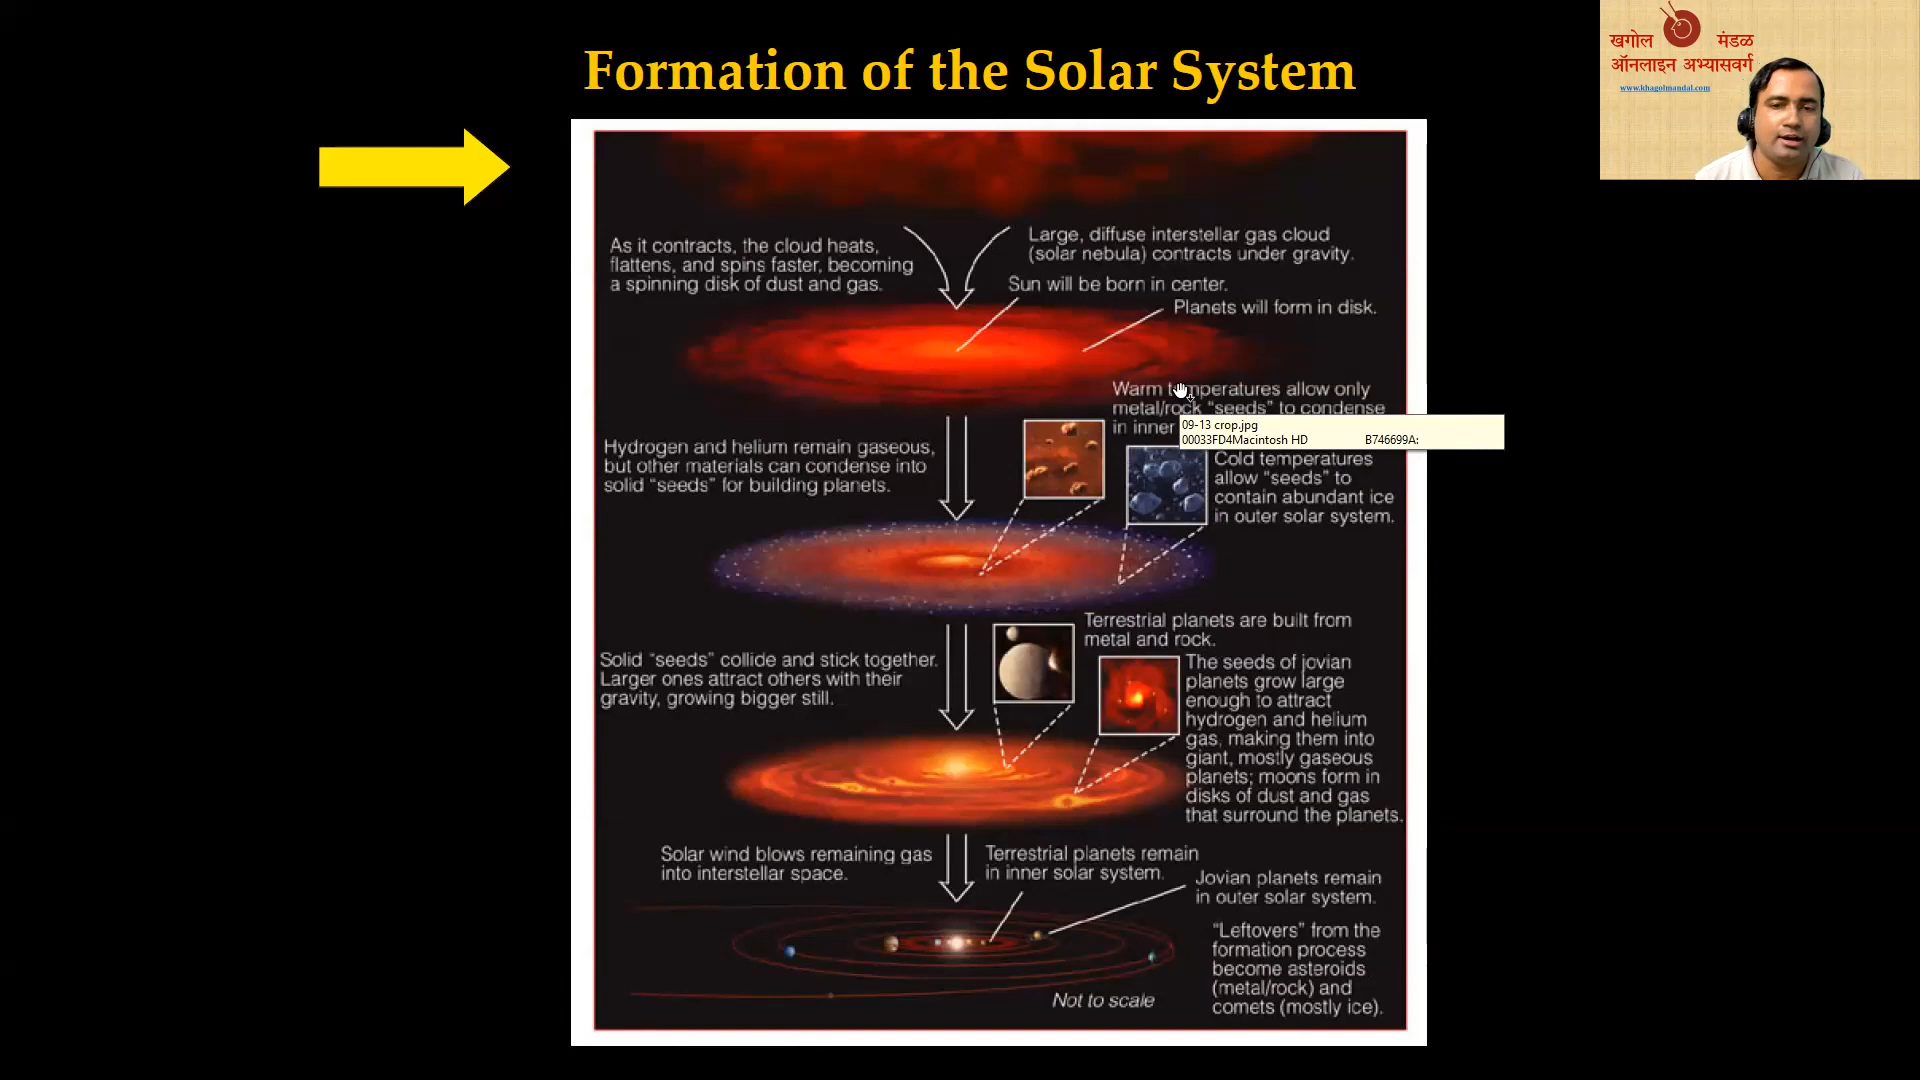 Formation of the Solar System
खगोल मंडळ
ऑनलाइन अभ्यासवर्ग
www.khagolmandal.com
As it contracts, the cloud heats,
flattens, and spins faster, becoming
a spinning disk of dust and gas.
Large, diffuse interstellar gas cloud
(solar nebula) contracts under gravity.
Sun will be born in center.
Planets will form in disk.
Warm temperatures allow only
metal/rock “seeds” to condense
in inner
09-13 crop.jpg
00033FD4Macintosh HD B746699A:
Hydrogen and helium remain gaseous,
but other materials can condense into
solid “seeds” for building planets.
Cold temperatures
allow “seeds” to
contain abundant ice
in outer solar system.
Terrestrial planets are built from
metal and rock.
Solid “seeds” collide and stick together.
Larger ones attract others with their
gravity, growing bigger still.
The seeds of jovian
planets grow large
enough to attract
hydrogen and helium
gas, making them into
giant, mostly gaseous
planets; moons form in
disks of dust and gas
that surround the planets.
Solar wind blows remaining gas
into interstellar space.
Terrestrial planets remain
in inner solar system.
Jovian planets remain
in outer solar system.
“Leftovers” from the
formation process
become asteroids
(metal/rock) and
comets (mostly ice).
Not to scale